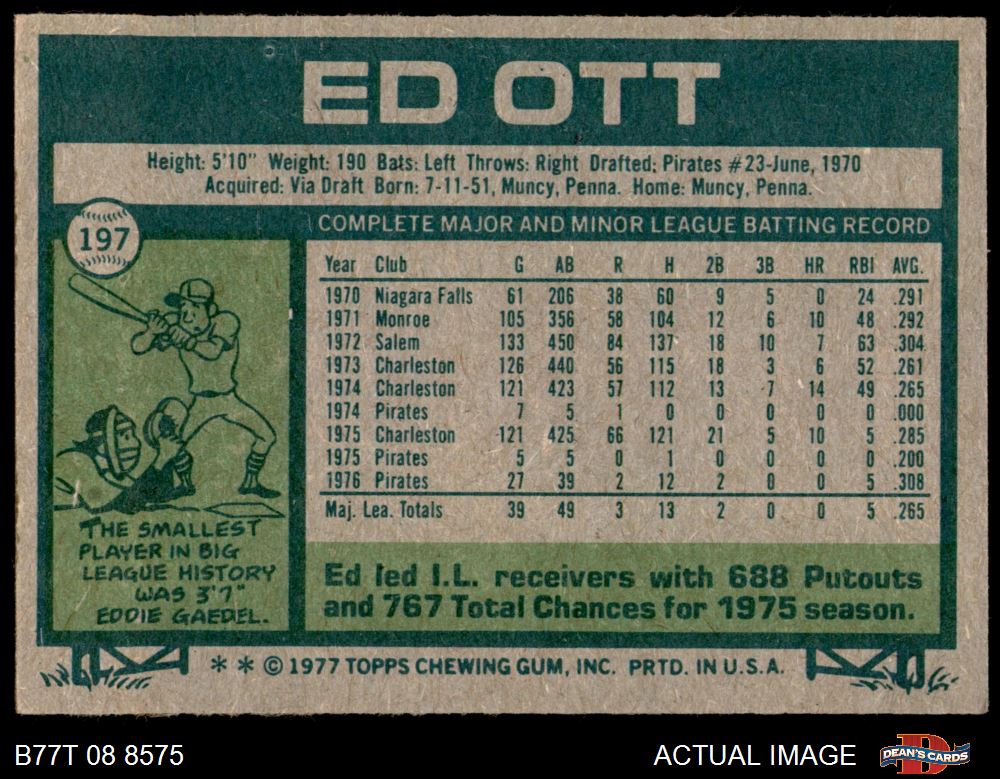 ED OTT
Height: 5'10" Weight: 190 Bats: Left Throws: Right Drafted: Pirates #23-June, 1970
Acquired: Via Draft Born: 7-11-51, Muncy, Penna. Home: Muncy, Penna.
197
COMPLETE MAJOR AND MINOR LEAGUE BATTING RECORD
Year Club G AB R H 2B 3B HR RBI AVG.
1970 Niagara Falls 61 206 38 60 9 5 0 24 .291
1971 Monroe 105 356 58 104 12 6 10 48 .292
1972 Salem 133 450 84 137 18 10 7 63 .304
1973 Charleston 126 440 56 115 18 3 6 52 .261
1974 Charleston 121 423 57 112 13 7 14 49 .265
1974 Pirates 7 5 1 0 0 0 0 0 .000
1975 Charleston 121 425 66 121 21 5 10 5 .285
1975 Pirates 5 5 0 1 0 0 0 0 .200
1976 Pirates 27 39 2 12 2 0 0 5 .308
Maj. Lea. Totals 39 49 3 13 2 0 0 5 .265
THE SMALLEST
PLAYER IN BIG
LEAGUE HISTORY
WAS 3'7"
EDDIE GAEDEL.
Ed led I.L. receivers with 688 Putouts
and 767 Total Chances for 1975 season.
* * © 1977 TOPPS CHEWING GUM, INC. PRTD. IN U.S.A.
B77T 08 8575
ACTUAL IMAGE
D
DEAN'S CARDS